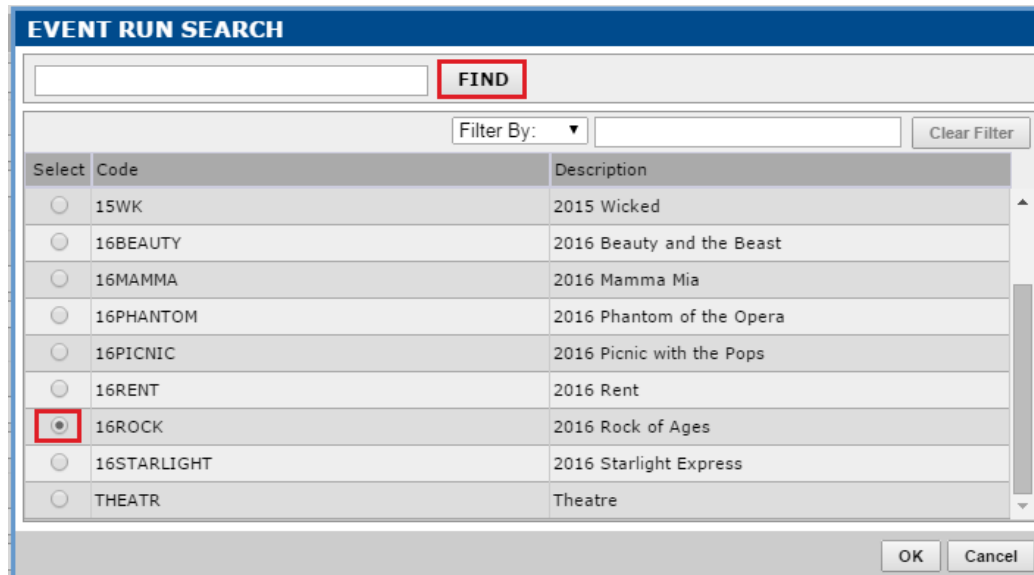 EVENT RUN SEARCH
FIND
Filter By: Clear Filter
Select Code Description
15WK 2015 Wicked
16BEAUTY 2016 Beauty and the Beast
16MAMMA 2016 Mamma Mia
16PHANTOM 2016 Phantom of the Opera
16PICNIC 2016 Picnic with the Pops
16RENT 2016 Rent
16ROCK 2016 Rock of Ages
16STARLIGHT 2016 Starlight Express
THEATR Theatre
OK Cancel